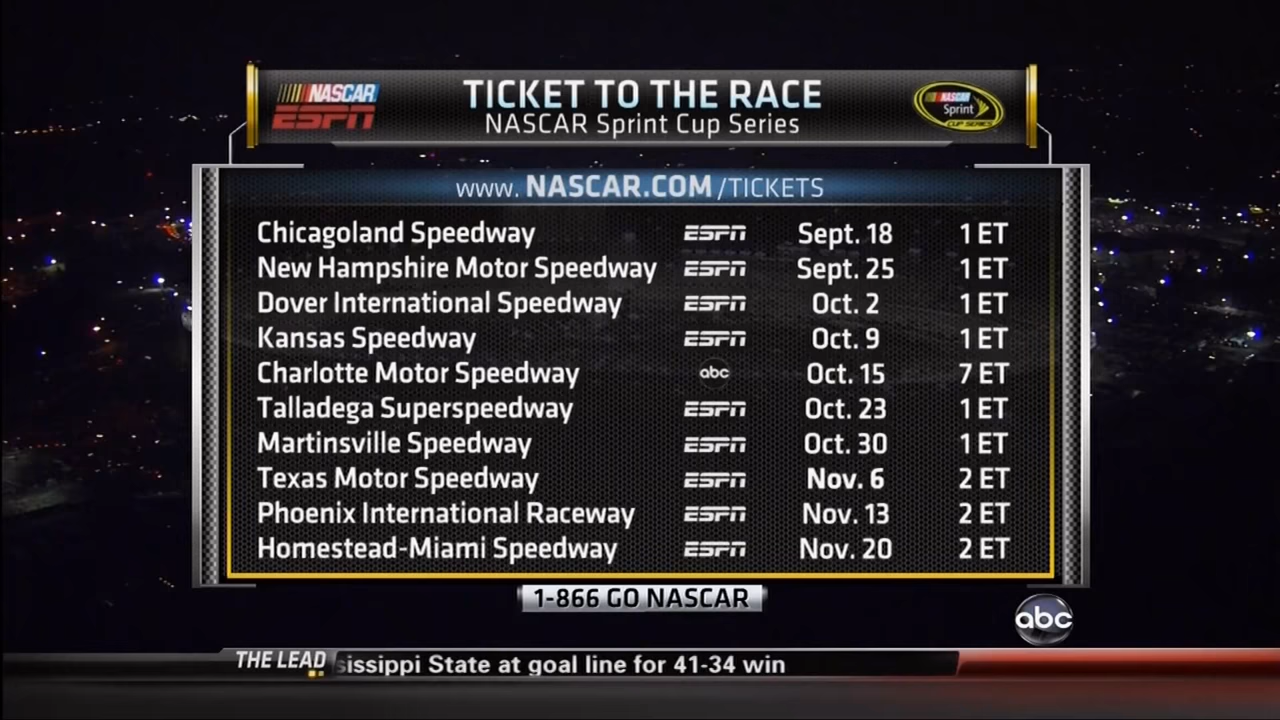 NASCAR
ESPN
TICKET TO THE RACE
NASCAR Sprint Cup Series
NASCAR
Sprint
CUP SERIES
www.NASCAR.COM/TICKETS
Chicagoland Speedway ESPN Sept. 18 1 ET
New Hampshire Motor Speedway ESPN Sept. 25 1 ET
Dover International Speedway ESPN Oct. 2 1 ET
Kansas Speedway ESPN Oct. 9 1 ET
Charlotte Motor Speedway abc Oct. 15 7 ET
Talladega Superspeedway ESPN Oct. 23 1 ET
Martinsville Speedway ESPN Oct. 30 1 ET
Texas Motor Speedway ESPN Nov. 6 2 ET
Phoenix International Raceway ESPN Nov. 13 2 ET
Homestead-Miami Speedway ESPN Nov. 20 2 ET
1-866 GO NASCAR
abc
THE LEAD sissippi State at goal line for 41-34 win